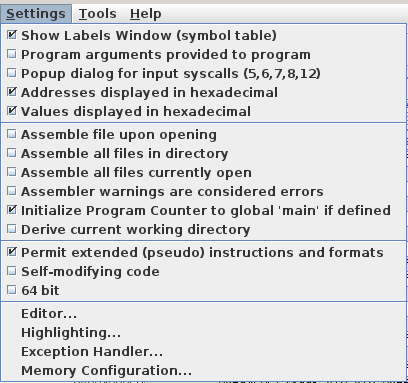 Settings Tools Help
Show Labels Window (symbol table)
Program arguments provided to program
Popup dialog for input syscalls (5,6,7,8,12)
Addresses displayed in hexadecimal
Values displayed in hexadecimal
Assemble file upon opening
Assemble all files in directory
Assemble all files currently open
Assembler warnings are considered errors
Initialize Program Counter to global 'main' if defined
Derive current working directory
Permit extended (pseudo) instructions and formats
Self-modifying code
64 bit
Editor...
Highlighting...
Exception Handler...
Memory Configuration...